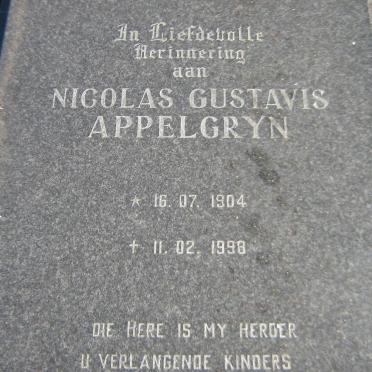 In Liefdevolle
Herinnering
aan
NICOLAS GUSTAVIS
APPELGRYN
* 16. 07. 1904
† 11. 02. 1998
DIE HERE IS MY HERDER
U VERLANGENDE KINDERS